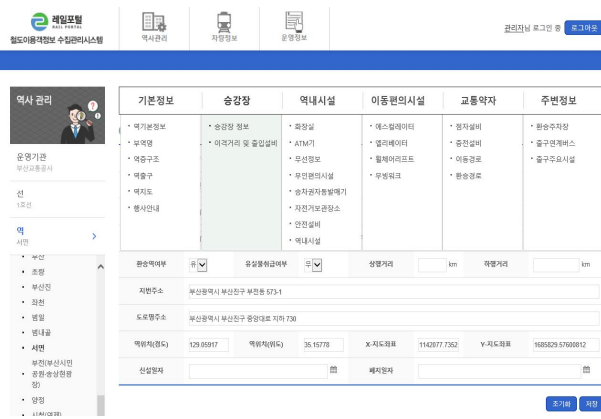 레일포털
RAIL PORTAL
철도이용객정보 수집관리시스템
역사관리
차량정보
운영정보
관리자님 로그인 중
로그아웃
역사 관리
운영기관
부산교통공사
선
1호선
역
서면
부산
초량
부산진
좌천
범일
범내골
서면
부전(부산시민
공원·송상현광
장)
양정
시청(연제)
기본정보
승강장
역내시설
이동편의시설
교통약자
주변정보
역기본정보
부역명
역층구조
역출구
역지도
행사안내
승강장 정보
이격거리 및 출입설비
화장실
ATM기
무선정보
무인편의시설
승차권자동발매기
자전거보관장소
안전설비
역내시설
에스컬레이터
엘리베이터
휠체어리프트
무빙워크
점자설비
충전설비
이동경로
환승경로
환승주차장
출구연계버스
출구주요시설
환승역여부 유 유실물취급여부 무 상행거리 km 하행거리 km
지번주소 부산광역시 부산진구 부전동 573-1
도로명주소 부산광역시 부산진구 중앙대로 지하 730
역위치(경도) 129.05917 역위치(위도) 35.15778 X-지도좌표 1142077.7352 Y-지도좌표 1685829.57600812
신설일자 폐지일자
초기화 저장